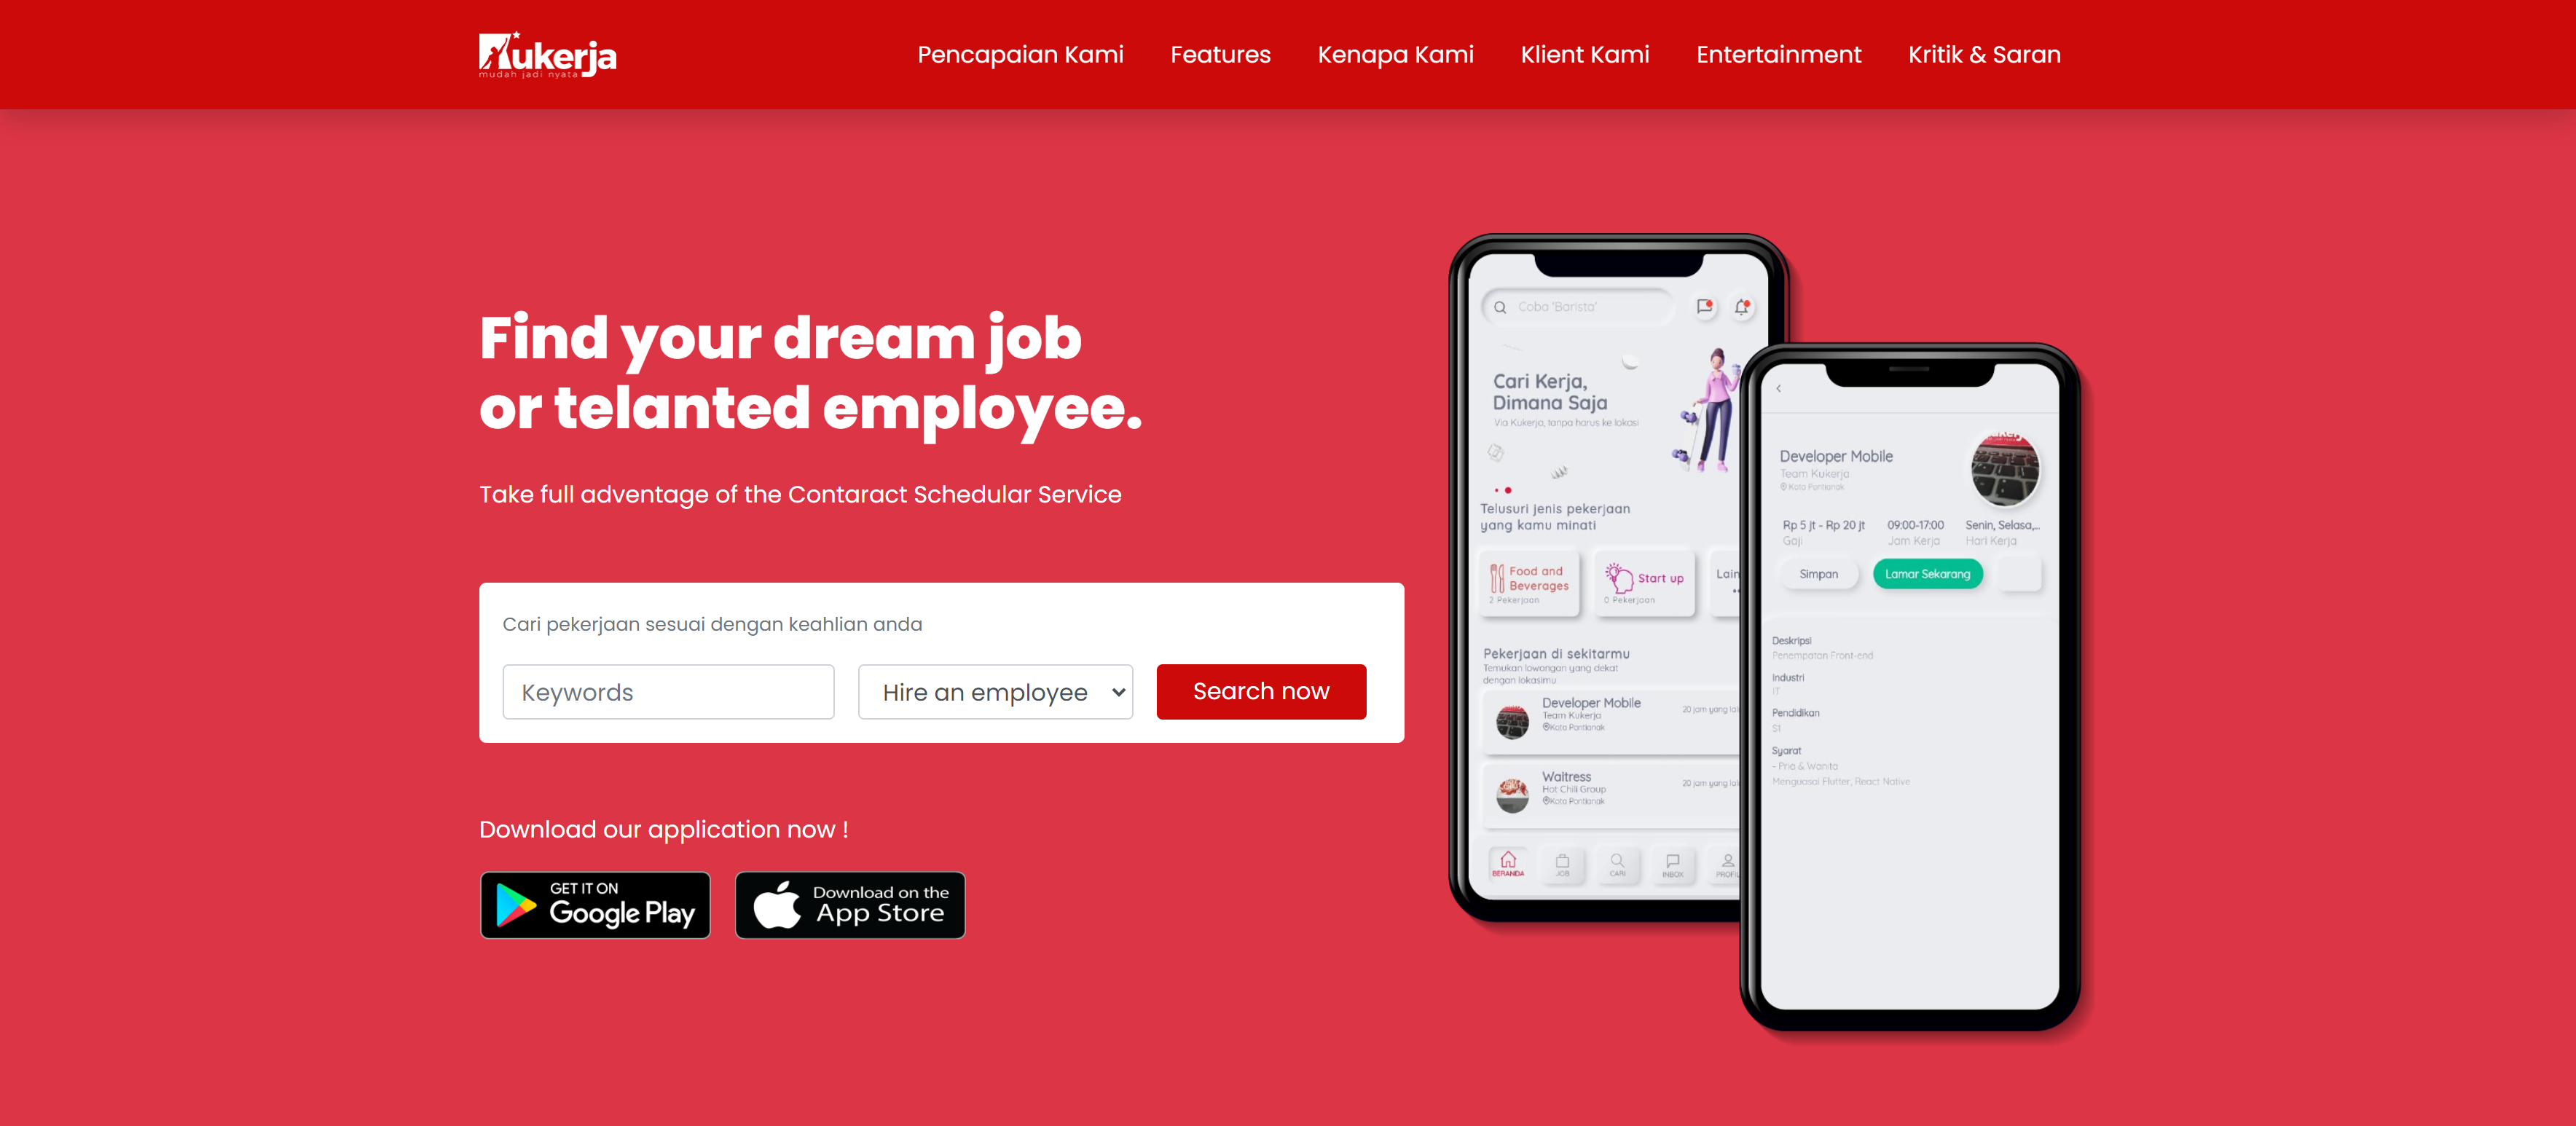 Kukerja
mudah jadi nyata
Pencapaian Kami
Features
Kenapa Kami
Klient Kami
Entertainment
Kritik & Saran
Find your dream job
or telanted employee.
Take full adventage of the Contaract Schedular Service
Cari pekerjaan sesuai dengan keahlian anda
Keywords
Hire an employee
Search now
Download our application now !
GET IT ON
Google Play
Download on the
App Store
Coba "Barista"
Cari Kerja,
Dimana Saja
Via Kukerja, tanpa harus ke lokasi
Telusuri jenis pekerjaan
yang kamu minati
Food and
Beverages
2 Pekerjaan
Start up
0 Pekerjaan
Lain
Pekerjaan di sekitarmu
Temukan lowongan yang dekat
dengan lokasimu
Developer Mobile
Team Kukerja
Kota Pontianak
20 jam yang lal
Waitress
Hot Chili Group
Kota Pontianak
20 jam yang lal
BERANDA
JOB
CARI
INBOX
PROFIL
Developer Mobile
Team Kukerja
Kota Pontianak
Rp 5 jt - Rp 20 jt
Gaji
09:00-17:00
Jam Kerja
Senin, Selasa,...
Hari Kerja
Simpan
Lamar Sekarang
Deskripsi
Penempatan Front-end
Industri
IT
Pendidikan
S1
Syarat
- Pria & Wanita
Menguasai Flutter, React Native